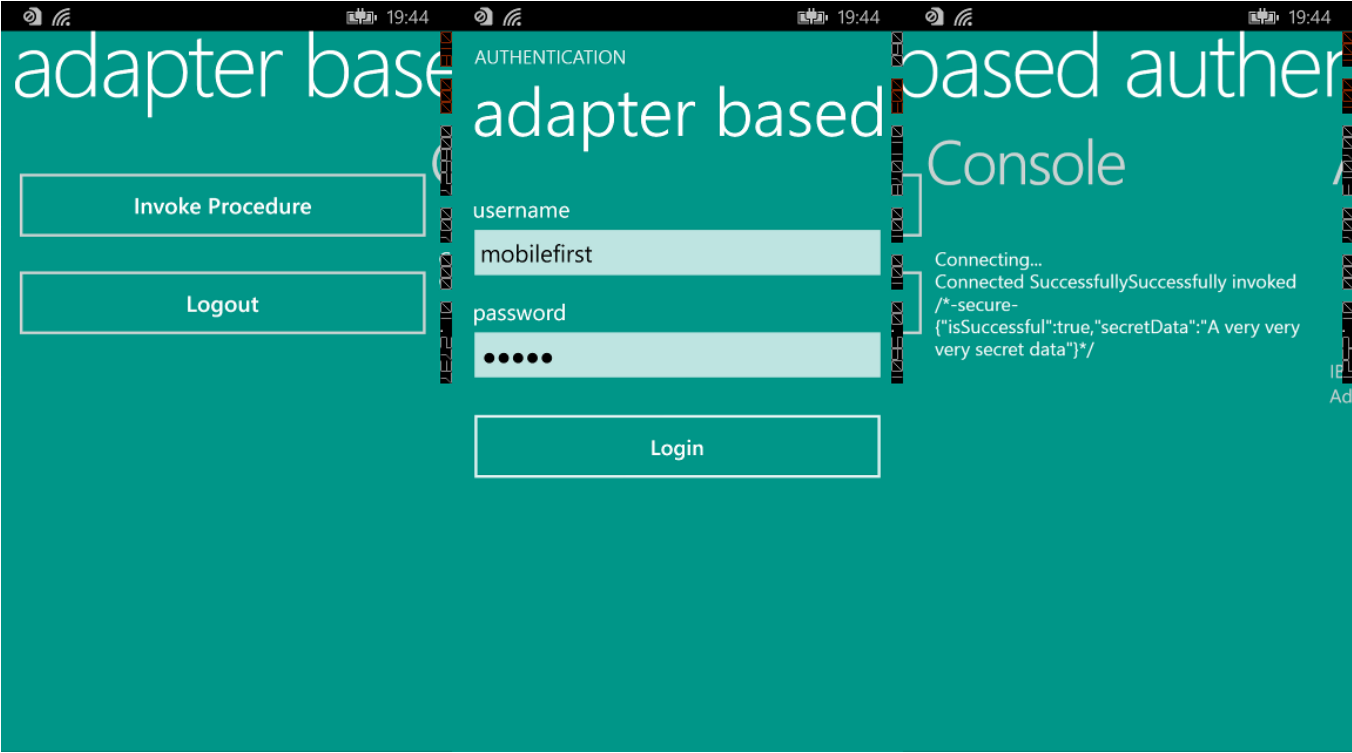 19:44
adapter base
Invoke Procedure
Logout
19:44
AUTHENTICATION
adapter based
username
mobilefirst
password
●●●●●
Login
19:44
based auther
Console
Connecting...
Connected SuccessfullySuccessfully invoked
/*-secure-
{"isSuccessful":true,"secretData":"A very very
very secret data"}*/
Ad